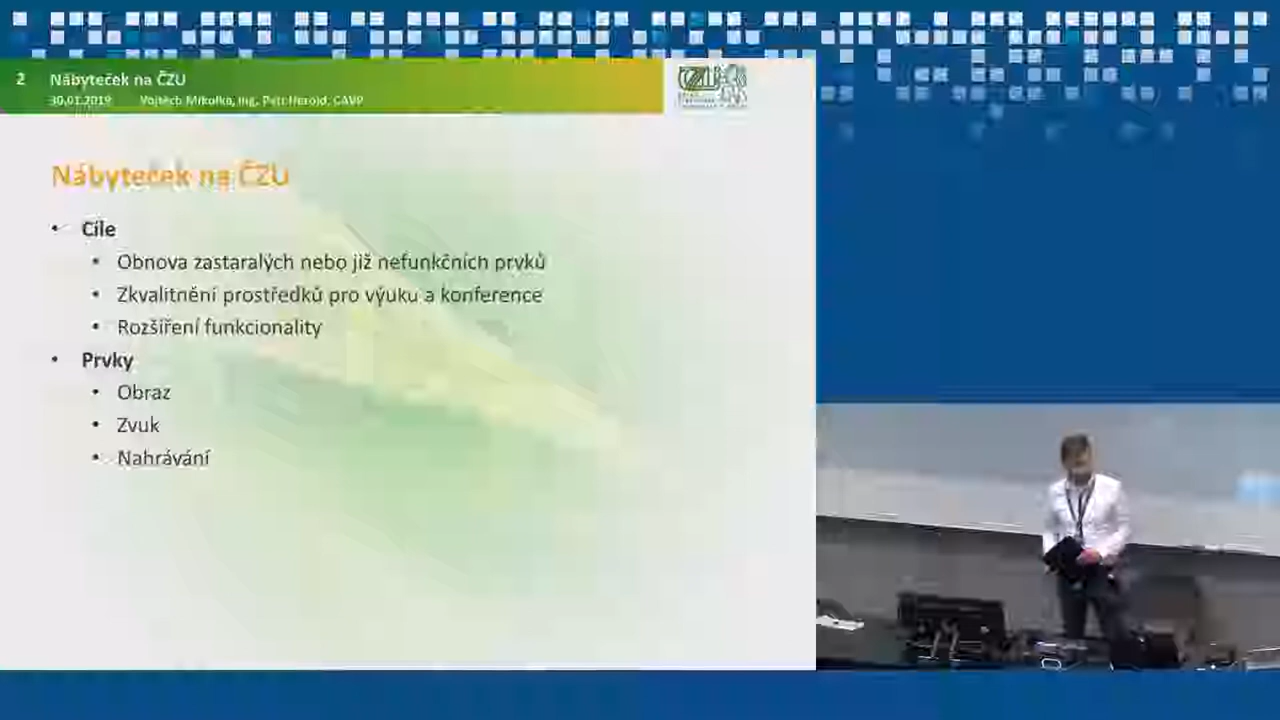 2 Nábyteček na ČZU
30.01.2019 Vojtěch Mikolka, Ing. Petr Herold, CAVP
Nábyteček na ČZU
• Cíle
• Obnova zastaralých nebo již nefunkčních prvků
• Zkvalitnění prostředků pro výuku a konference
• Rozšíření funkcionality
• Prvky
• Obraz
• Zvuk
• Nahrávání